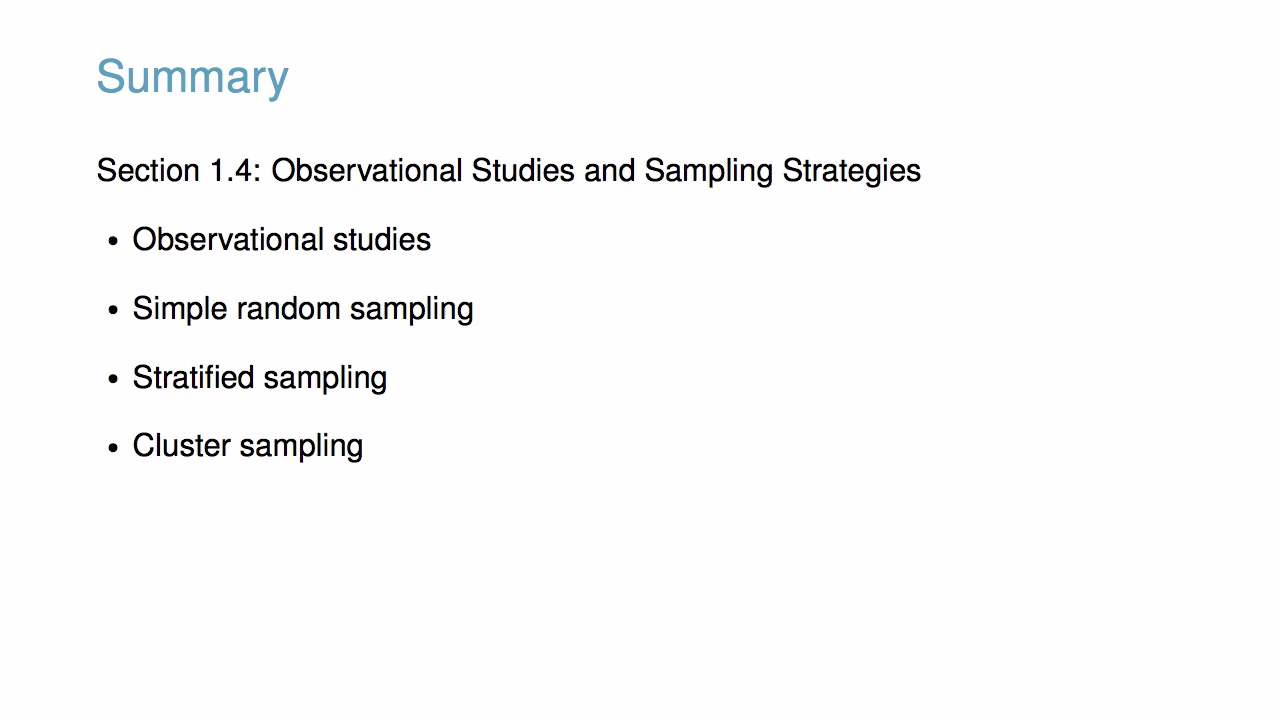 Summary
Section 1.4: Observational Studies and Sampling Strategies
• Observational studies
• Simple random sampling
• Stratified sampling
• Cluster sampling